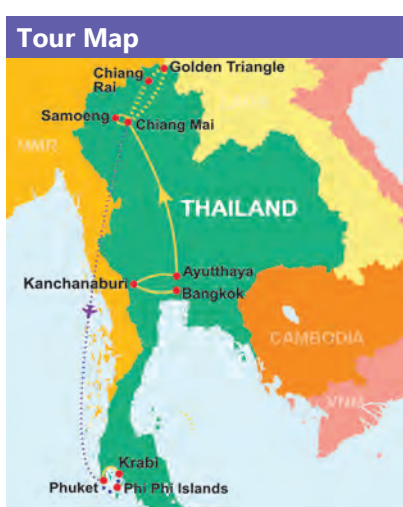 Tour Map
Chiang
Rai
Golden Triangle
Samoeng
Chiang Mai
MMR
LAOS
THAILAND
Kanchanaburi
Ayutthaya
Bangkok
CAMBODIA
VNM
Krabi
Phuket
Phi Phi Islands